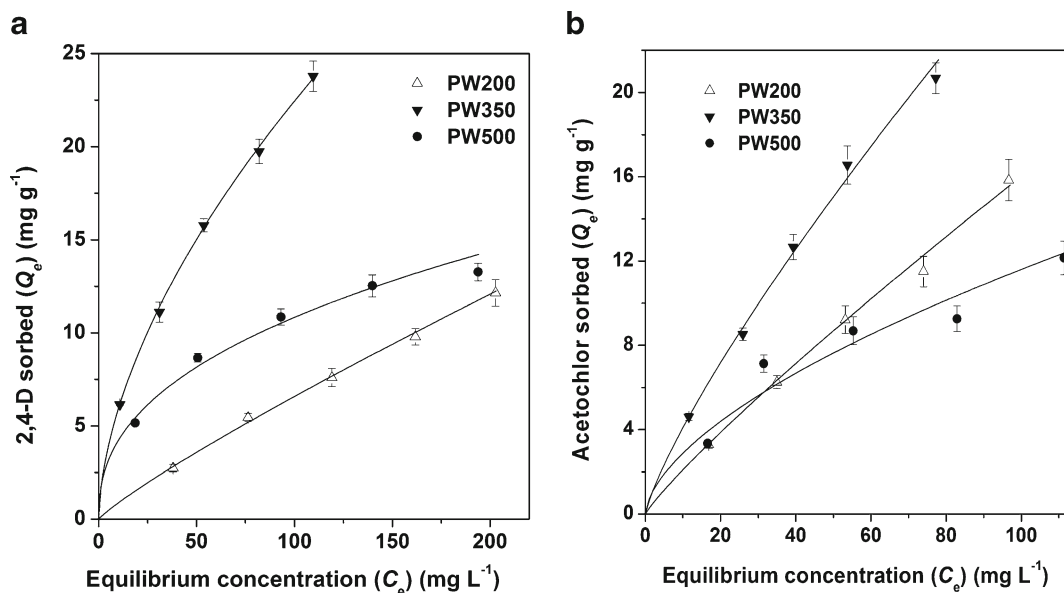 a
25
20
15
10
5
0
2,4-D sorbed (Qe) (mg g-1)
PW200
PW350
PW500
0 50 100 150 200
Equilibrium concentration (Ce) (mg L-1)
b
20
16
12
8
4
0
Acetochlor sorbed (Qe) (mg g-1)
PW200
PW350
PW500
0 20 40 60 80 100
Equilibrium concentration (Ce) (mg L-1)